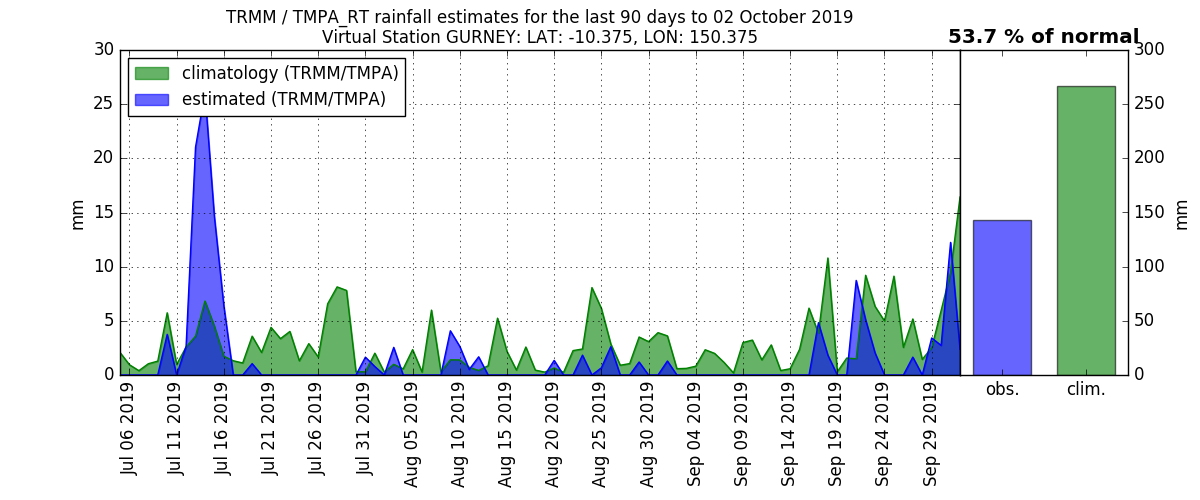 TRMM / TMPA_RT rainfall estimates for the last 90 days to 02 October 2019
Virtual Station GURNEY: LAT: -10.375, LON: 150.375
53.7 % of normal
climatology (TRMM/TMPA)
estimated (TRMM/TMPA)
30
25
20
15
10
5
0
mm
Jul 06 2019
Jul 11 2019
Jul 16 2019
Jul 21 2019
Jul 26 2019
Jul 31 2019
Aug 05 2019
Aug 10 2019
Aug 15 2019
Aug 20 2019
Aug 25 2019
Aug 30 2019
Sep 04 2019
Sep 09 2019
Sep 14 2019
Sep 19 2019
Sep 24 2019
Sep 29 2019
obs.
clim.
300
250
200
150
100
50
0
mm